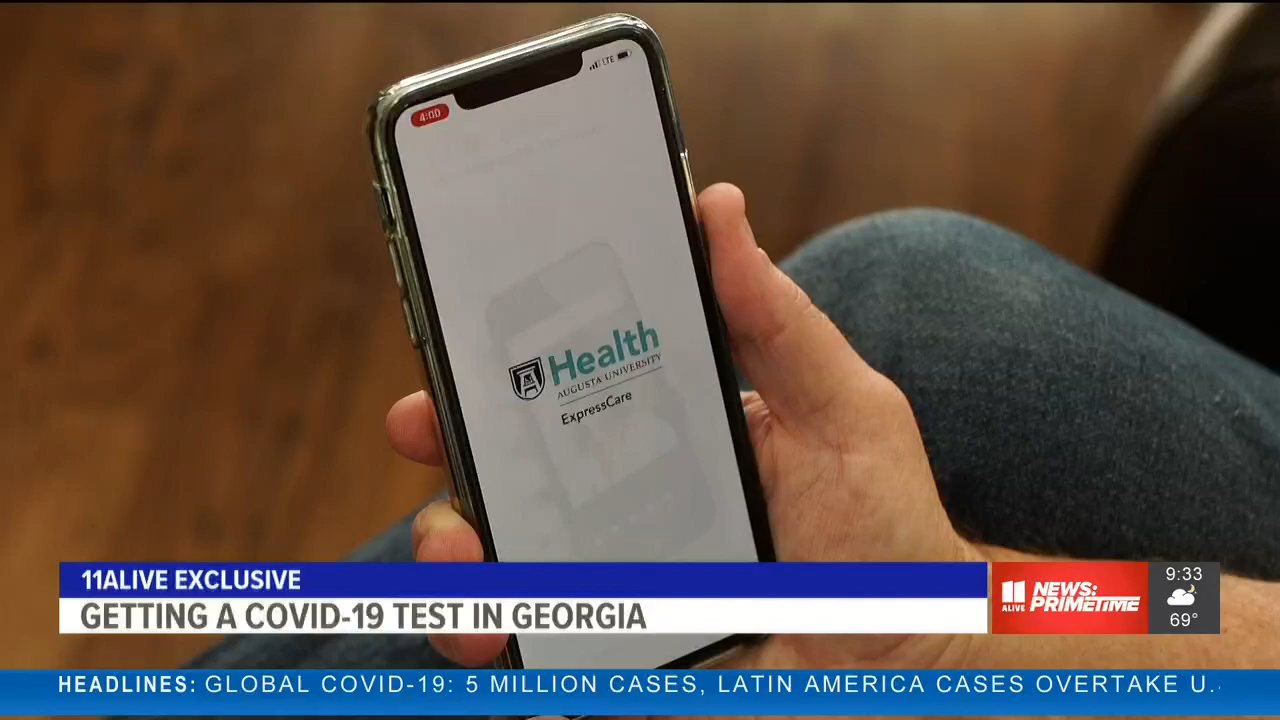 4:00
LTE
Health
AUGUSTA UNIVERSITY
ExpressCare
11ALIVE EXCLUSIVE
GETTING A COVID-19 TEST IN GEORGIA
11 ALIVE
NEWS:
PRIMETIME
9:33
69°
HEADLINES: GLOBAL COVID-19: 5 MILLION CASES, LATIN AMERICA CASES OVERTAKE U.